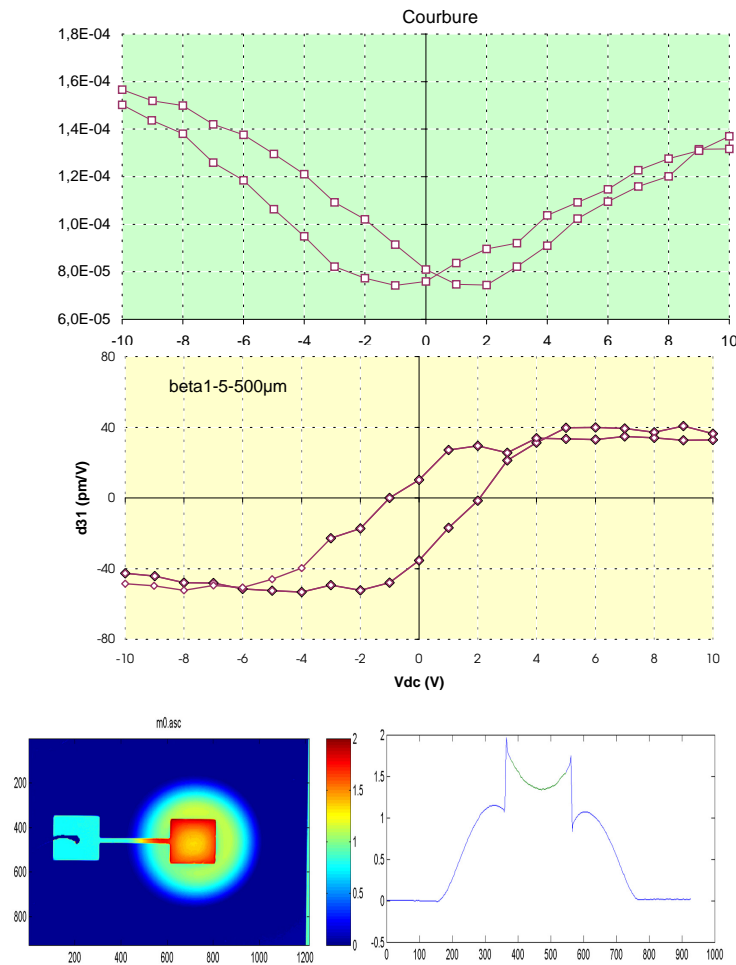 Courbure
1,8E-04
1,6E-04
1,4E-04
1,2E-04
1,0E-04
8,0E-05
6,0E-05
-10 -8 -6 -4 -2 0 2 4 6 8 10
80
beta1-5-500µm
40
0
-40
-80
d31 (pm/V)
-10 -8 -6 -4 -2 0 2 4 6 8 10
Vdc (V)
m0.asc
200
400
600
800
200 400 600 800 1000 1200
2
1.5
1
0.5
0
2
1.5
1
0.5
0
-0.5
0 100 200 300 400 500 600 700 800 900 1000